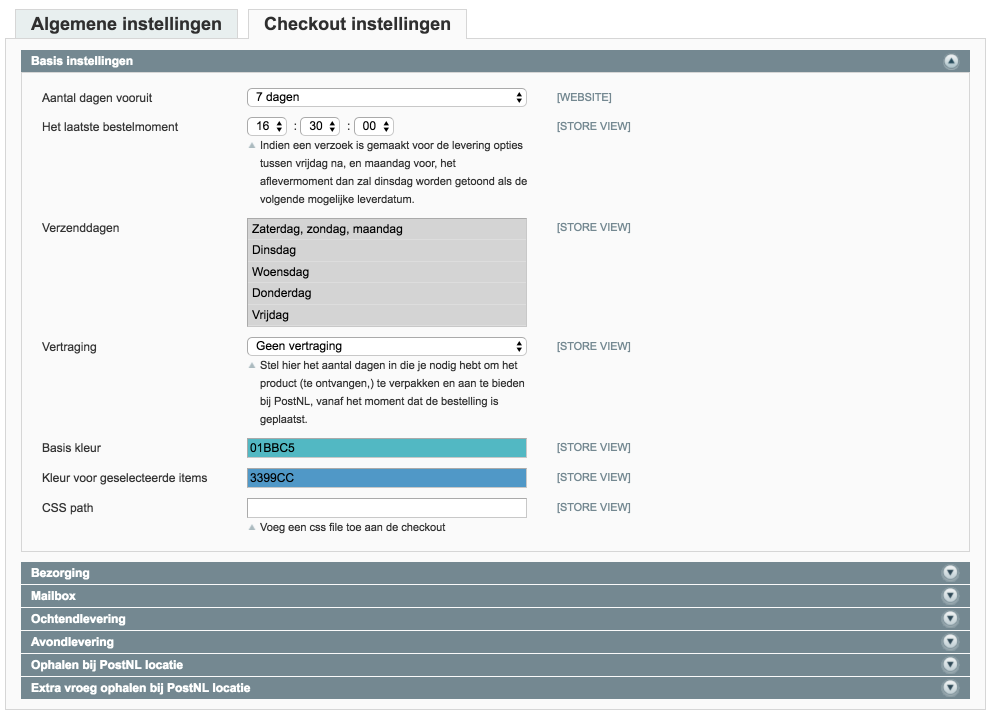 Algemene instellingen Checkout instellingen
Basis instellingen
Aantal dagen vooruit 7 dagen [WEBSITE]
Het laatste bestelmoment 16 : 30 : 00 [STORE VIEW]
Indien een verzoek is gemaakt voor de levering opties
tussen vrijdag na, en maandag voor, het
aflevermoment dan zal dinsdag worden getoond als de
volgende mogelijke leverdatum.
Verzenddagen Zaterdag, zondag, maandag [STORE VIEW]
Dinsdag
Woensdag
Donderdag
Vrijdag
Vertraging Geen vertraging [STORE VIEW]
Stel hier het aantal dagen in die je nodig hebt om het
product (te ontvangen,) te verpakken en aan te bieden
bij PostNL, vanaf het moment dat de bestelling is
geplaatst.
Basis kleur 01BBC5 [STORE VIEW]
Kleur voor geselecteerde items 3399CC [STORE VIEW]
CSS path [STORE VIEW]
Voeg een css file toe aan de checkout
Bezorging
Mailbox
Ochtendlevering
Avondlevering
Ophalen bij PostNL locatie
Extra vroeg ophalen bij PostNL locatie